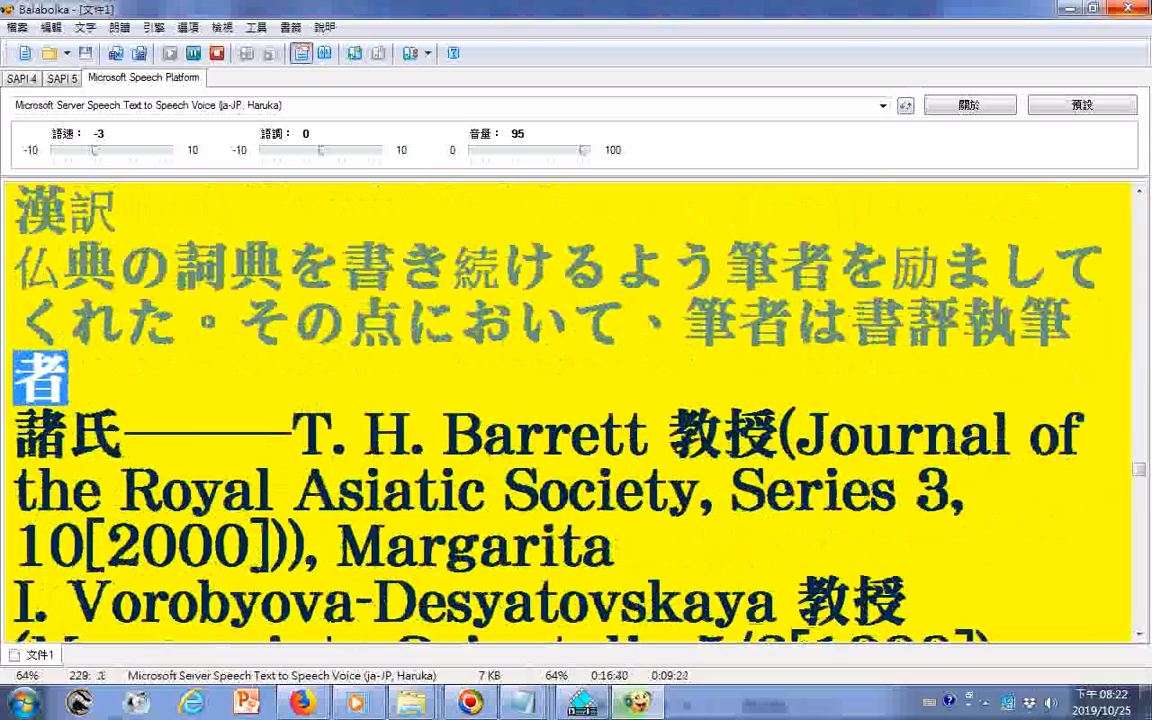 Balabolka - [文件1]
檔案 編輯 文字 朗讀 引擎 選項 檢視 工具 書籤 說明
SAPI 4 SAPI 5 Microsoft Speech Platform
Microsoft Server Speech Text to Speech Voice (ja-JP, Haruka) 關於 預設
語速： -3 語調： 0 音量： 95
-10 10 -10 10 0 100
漢訳
仏典の詞典を書き続けるよう筆者を励まして
くれた。その点において、筆者は書評執筆
者
諸氏―――T. H. Barrett 教授(Journal of
the Royal Asiatic Society, Series 3,
10[2000])), Margarita
I. Vorobyova-Desyatovskaya 教授
文件1
64% 229: Microsoft Server Speech Text to Speech Voice (ja-JP, Haruka) 7 KB 64% 0:16:40
下午 08:22
2019/10/25